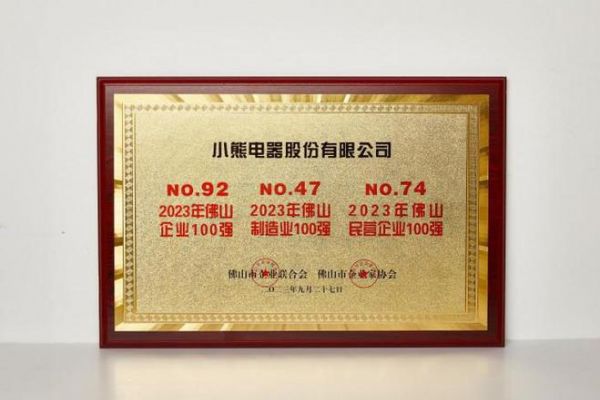 小熊电器股份有限公司
NO.92 NO.47 NO.74
2023年佛山 2023年佛山 2023年佛山
企业100强 制造业100强 民营企业100强
佛山市企业联合会 佛山市企业家协会
二〇二三年九月二十七日